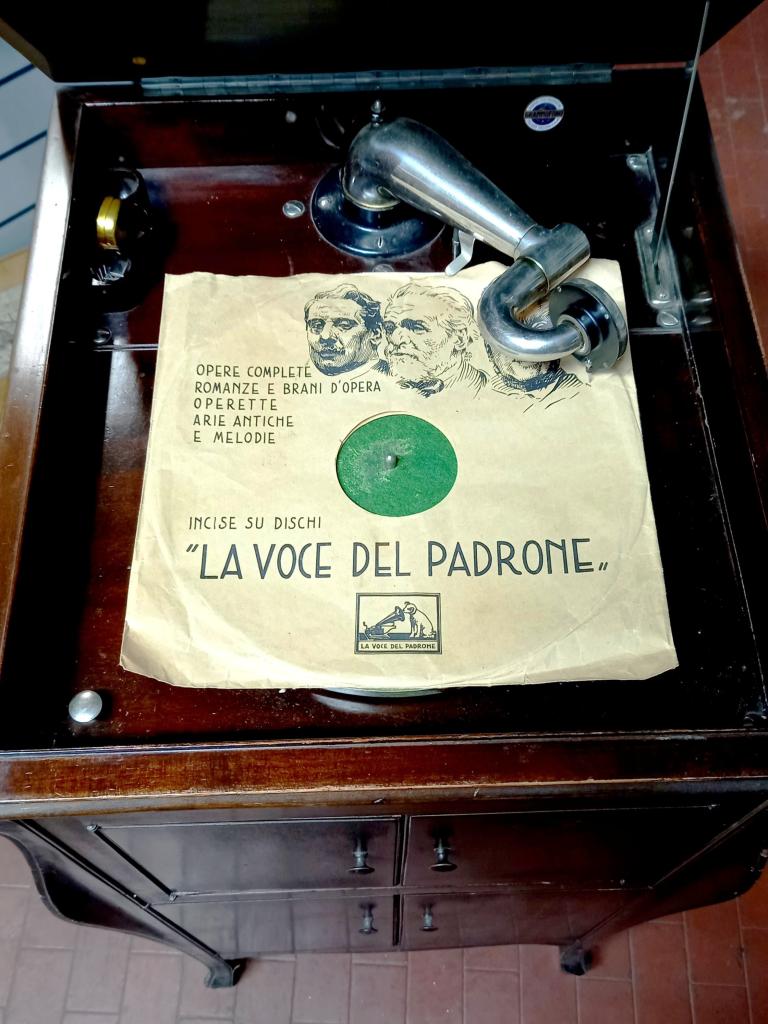 OPERE COMPLETE
ROMANZE E BRANI D'OPERA
OPERETTE
ARIE ANTICHE
E MELODIE
INCISE SU DISCHI
"LA VOCE DEL PADRONE„
LA VOCE DEL PADRONE